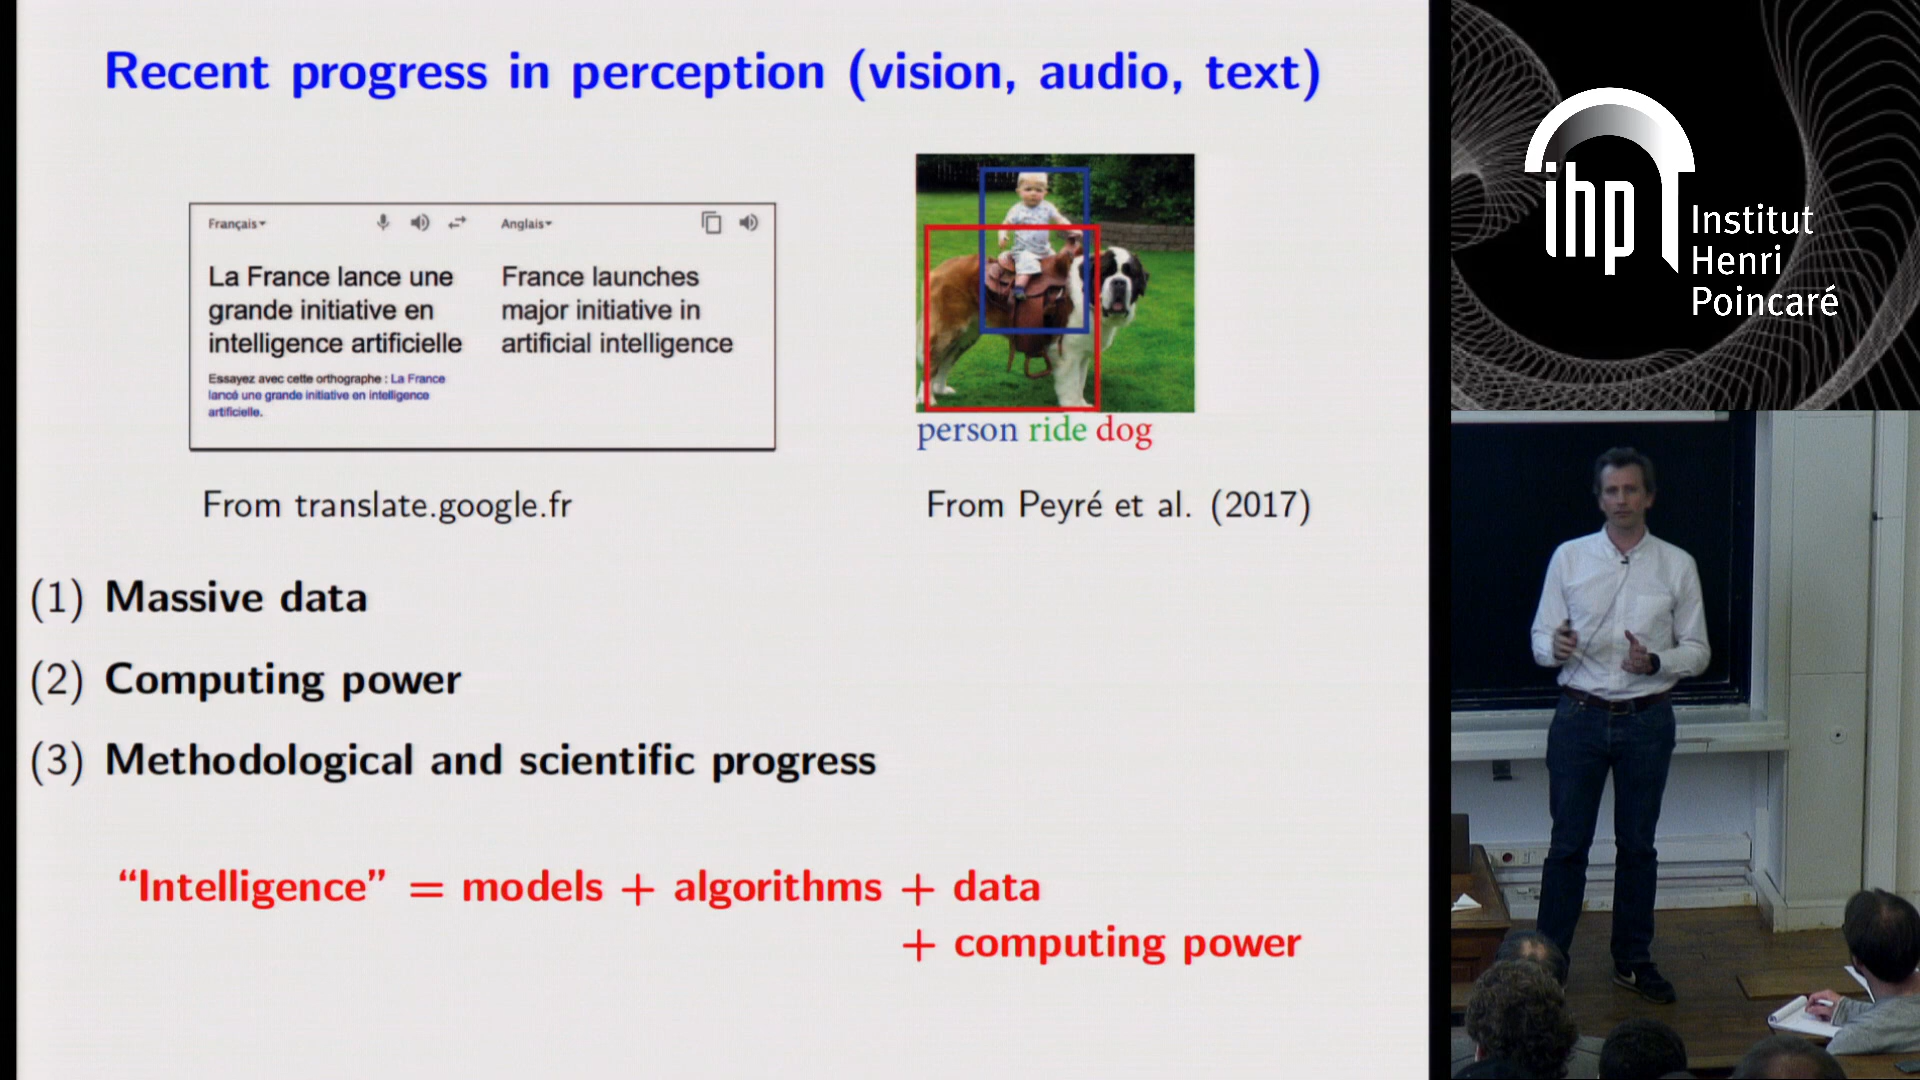 Recent progress in perception (vision, audio, text)
Français
Anglais
La France lance une
grande initiative en
intelligence artificielle
Essayez avec cette orthographe : La France
lancé une grande initiative en intelligence
artificielle.
France launches
major initiative in
artificial intelligence
person ride dog
From translate.google.fr
From Peyré et al. (2017)
(1) Massive data
(2) Computing power
(3) Methodological and scientific progress
“Intelligence” = models + algorithms + data
+ computing power
ihp
Institut
Henri
Poincaré